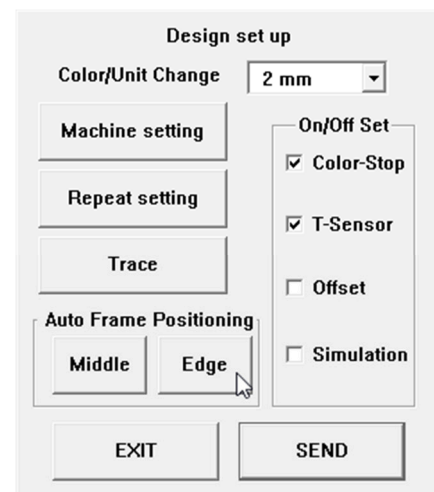 Design set up
Color/Unit Change
2 mm
Machine setting
Repeat setting
Trace
Auto Frame Positioning
Middle
Edge
On/Off Set
Color-Stop
T-Sensor
Offset
Simulation
EXIT
SEND